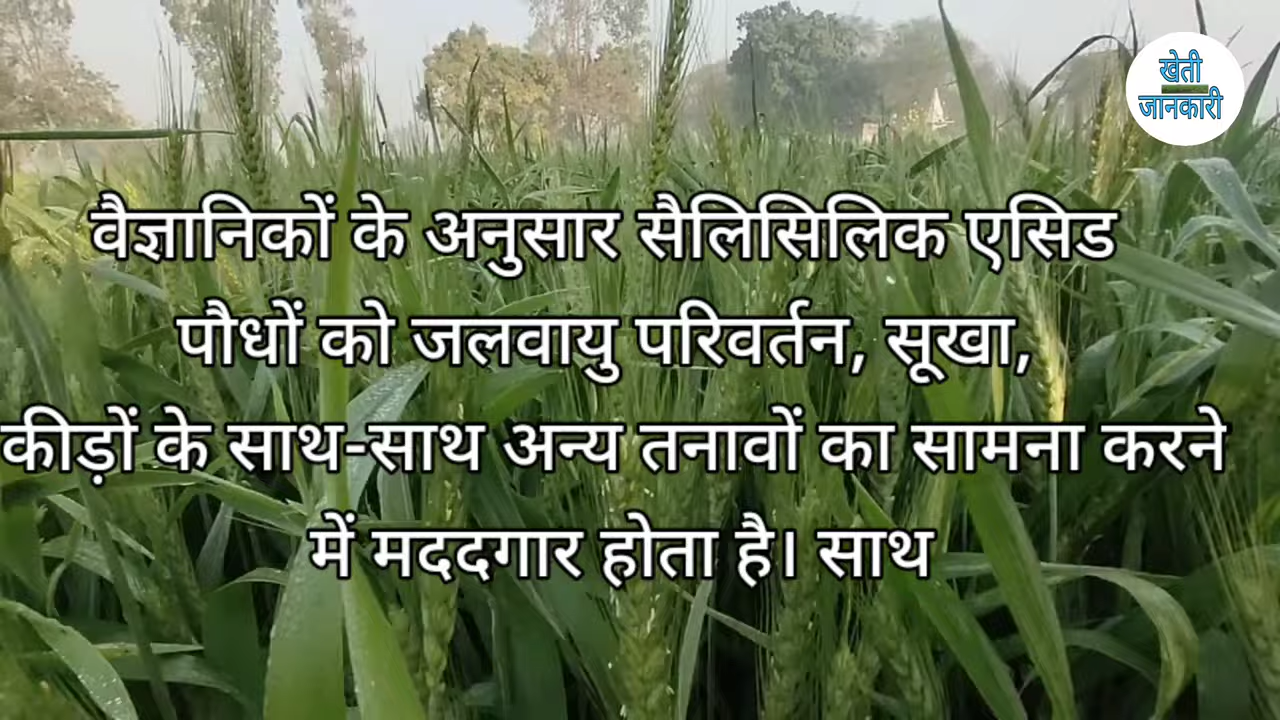 खेती
जानकारी
वैज्ञानिकों के अनुसार सैलिसिलिक एसिड
पौधों को जलवायु परिवर्तन, सूखा,
कीड़ों के साथ-साथ अन्य तनावों का सामना करने
में मददगार होता है। साथ